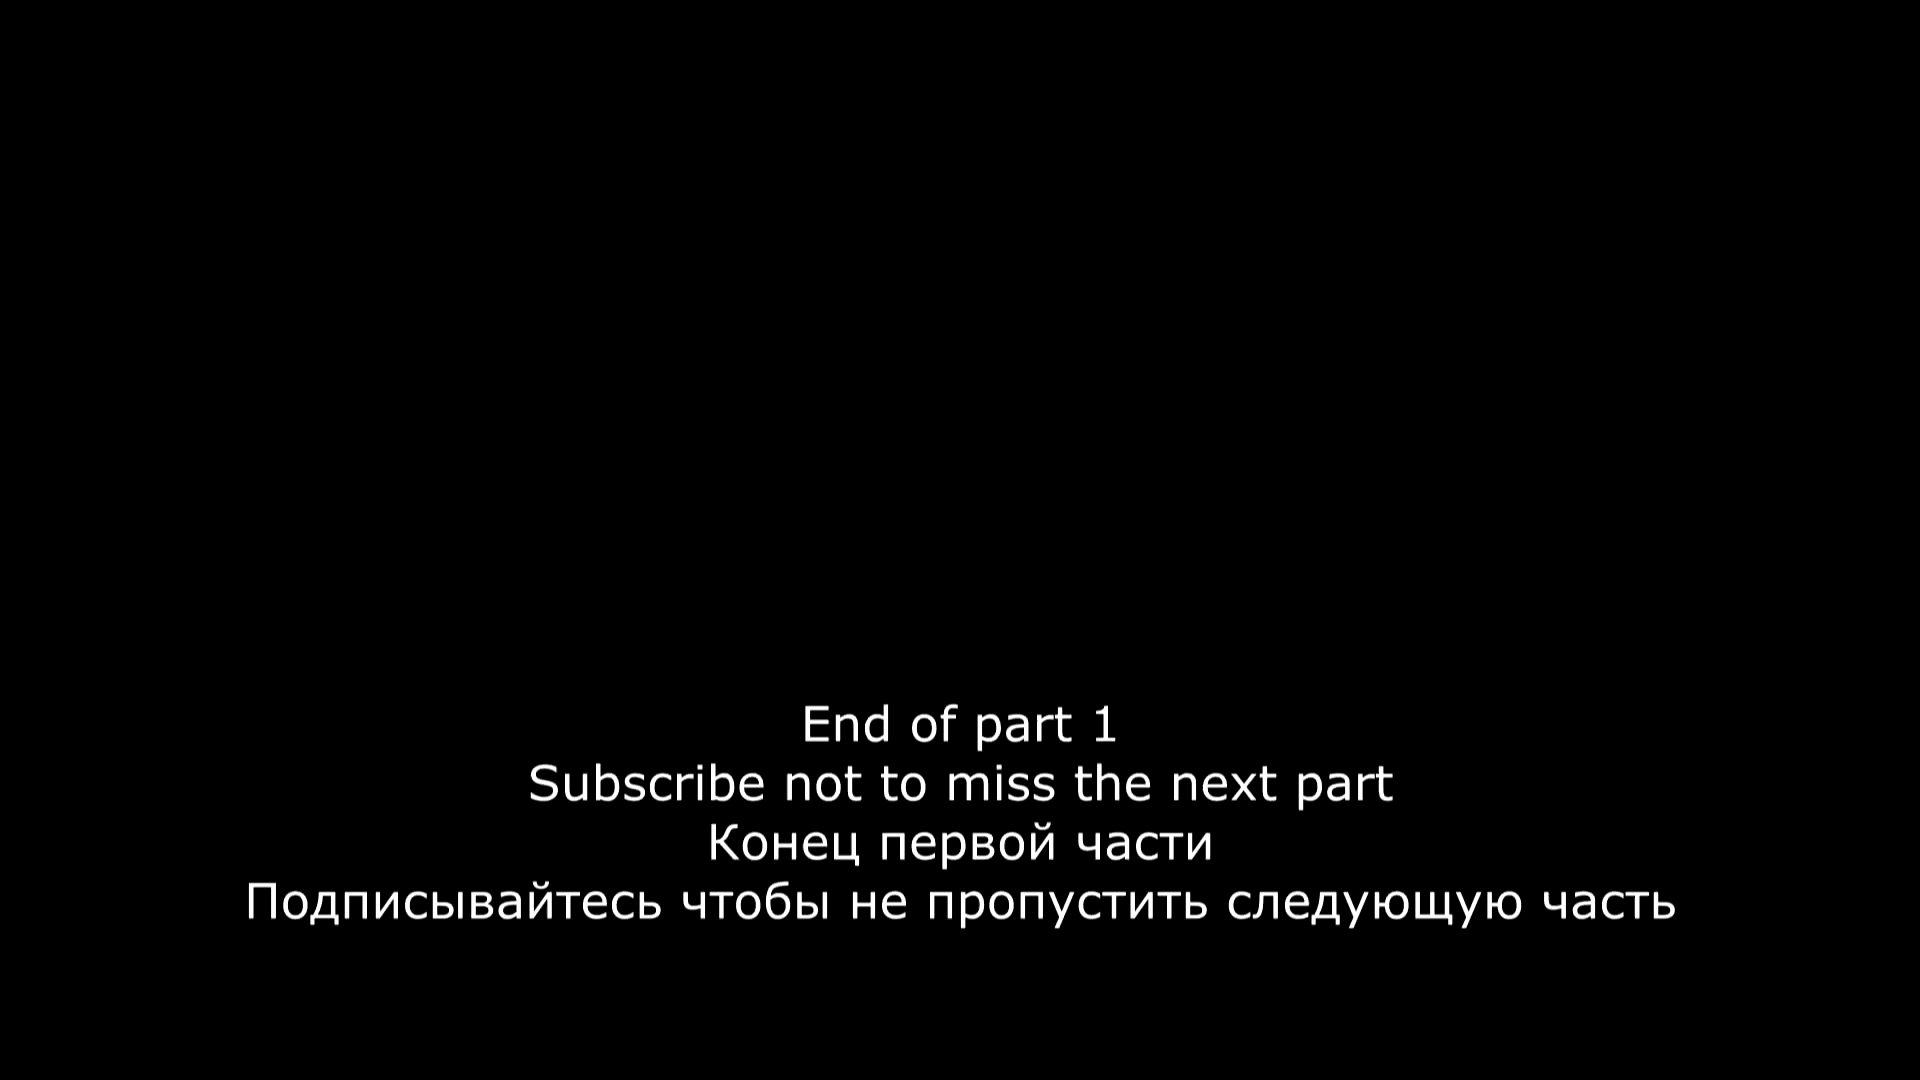 End of part 1
Subscribe not to miss the next part
Конец первой части
Подписывайтесь чтобы не пропустить следующую часть